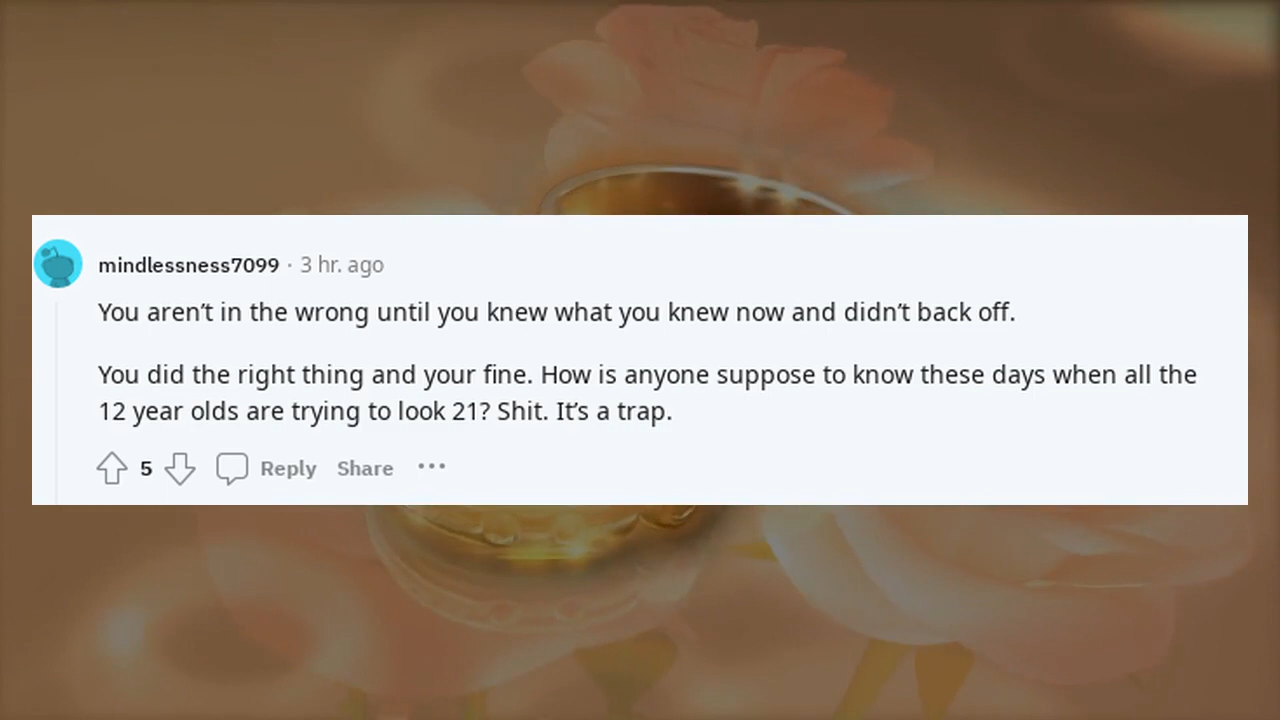 mindlessness7099 · 3 hr. ago
You aren’t in the wrong until you knew what you knew now and didn’t back off.
You did the right thing and your fine. How is anyone suppose to know these days when all the
12 year olds are trying to look 21? Shit. It’s a trap.
5 Reply Share ···